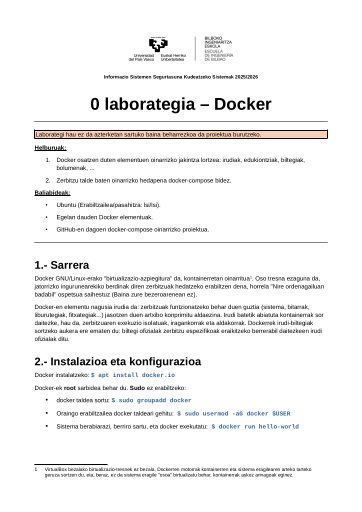 Universidad del País Vasco
Euskal Herriko Unibertsitatea
BILBOKO INGENIARITZA ESKOLA
ESCUELA DE INGENIERÍA DE BILBAO
Informazio Sistemen Segurtasuna Kudeatzeko Sistemak 2025/2026
0 laborategia – Docker
Laborategi hau ez da azterketan sartuko baina beharrezkoa da proiektua burutzeko.
Helburuak:
1. Docker osatzen duten elementuen oinarrizko jakintza lortzea: irudiak, edukiontziak, biltegiak,
bolumenak, ...
2. Zerbitzu talde baten oinarrizko hedapena docker-compose bidez.
Baliabideak:
• Ubuntu (Erabiltzailea/pasahitza: lsi/lsi).
• Egelan dauden Docker elementuak.
• GitHub-en dagoen docker-compose oinarrizko proiektua.
1.- Sarrera
Docker GNU/Linux-erako "birtualizazio-azpiegitura" da, kontainerretan oinarritua1. Oso tresna ezaguna da,
jatorrizko ingurunearekiko berdinak diren zerbitzuak hedatzeko erabiltzen dena, horrela "Nire ordenagailuan
badabil" ospetsua saihestuz (Baina zure bezeroarenean ez).
Docker-en elementu nagusia irudia da: zerbitzuak funtzionatzeko behar duen guztia (sistema, bitarrak,
liburutegiak, fitxategiak...) jasotzen duen artxibo konprimitu aldaezina. Irudi batetik abiatuta kontainerrak sor
daitezke, hau da, zerbitzuaren exekuzio isolatuak, iragankorrak eta aldakorrak. Dockerrek irudi-biltegiak
sortzeko aukera ere ematen du: biltegi ofizialek zerbitzu espezifikoak eraikitzeko berrerabil daitezkeen irudi
ofizialak ditu.
2.- Instalazioa eta konfigurazioa
Docker instalatzeko: $ apt install docker.io
Docker-ek root sarbidea behar du. Sudo ez erabiltzeko:
• docker taldea sortu: $ sudo groupadd docker
• Oraingo erabiltzailea docker taldeari gehitu: $ sudo usermod -aG docker $USER
• Sistema berabiarazi, berriro sartu, eta docker exekutatu: $ docker run hello-world
1 VirtualBox bezalako birtualizazio-tresnek ez bezala, Dockerren motorrak kontainerren eta sistema eragilearen arteko tarteko
geruza sortzen du, eta, beraz, ez da sistema eragile "osoa" birtualizatu behar, kontainerrak askoz arinagoak eginez.